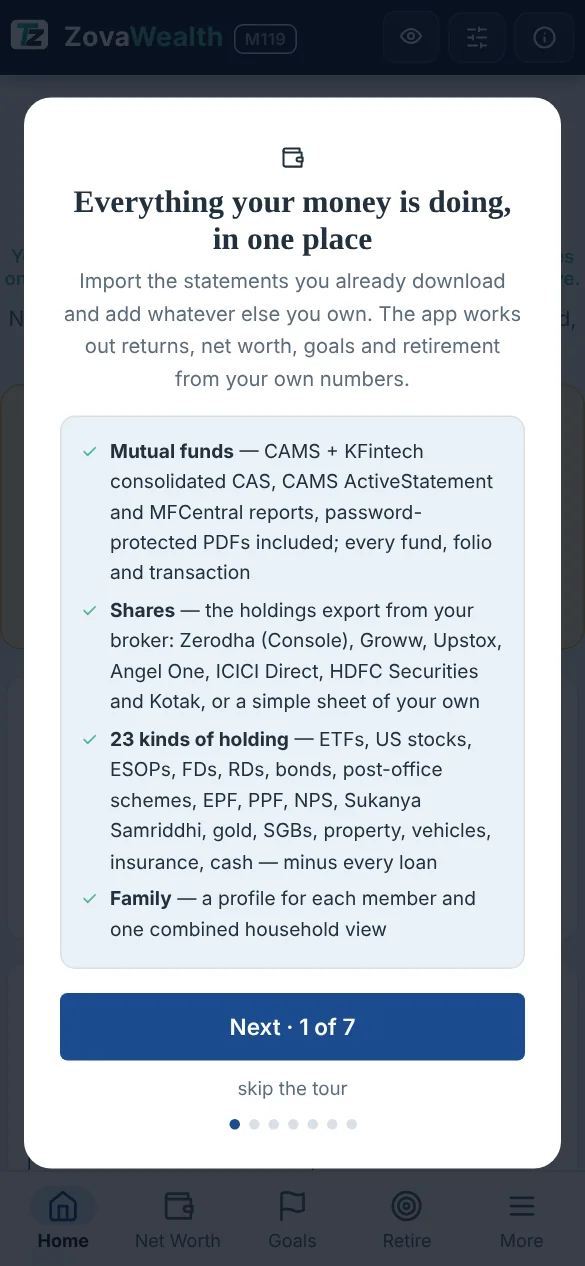 TZ ZovaWealth M119
Everything your money is doing,
in one place
Import the statements you already download
and add whatever else you own. The app works
out returns, net worth, goals and retirement
from your own numbers.
Mutual funds — CAMS + KFintech
consolidated CAS, CAMS ActiveStatement
and MFCentral reports, password-
protected PDFs included; every fund, folio
and transaction
Shares — the holdings export from your
broker: Zerodha (Console), Groww, Upstox,
Angel One, ICICI Direct, HDFC Securities
and Kotak, or a simple sheet of your own
23 kinds of holding — ETFs, US stocks,
ESOPs, FDs, RDs, bonds, post-office
schemes, EPF, PPF, NPS, Sukanya
Samriddhi, gold, SGBs, property, vehicles,
insurance, cash — minus every loan
Family — a profile for each member and
one combined household view
Next · 1 of 7
skip the tour
Home Net Worth Goals Retire More